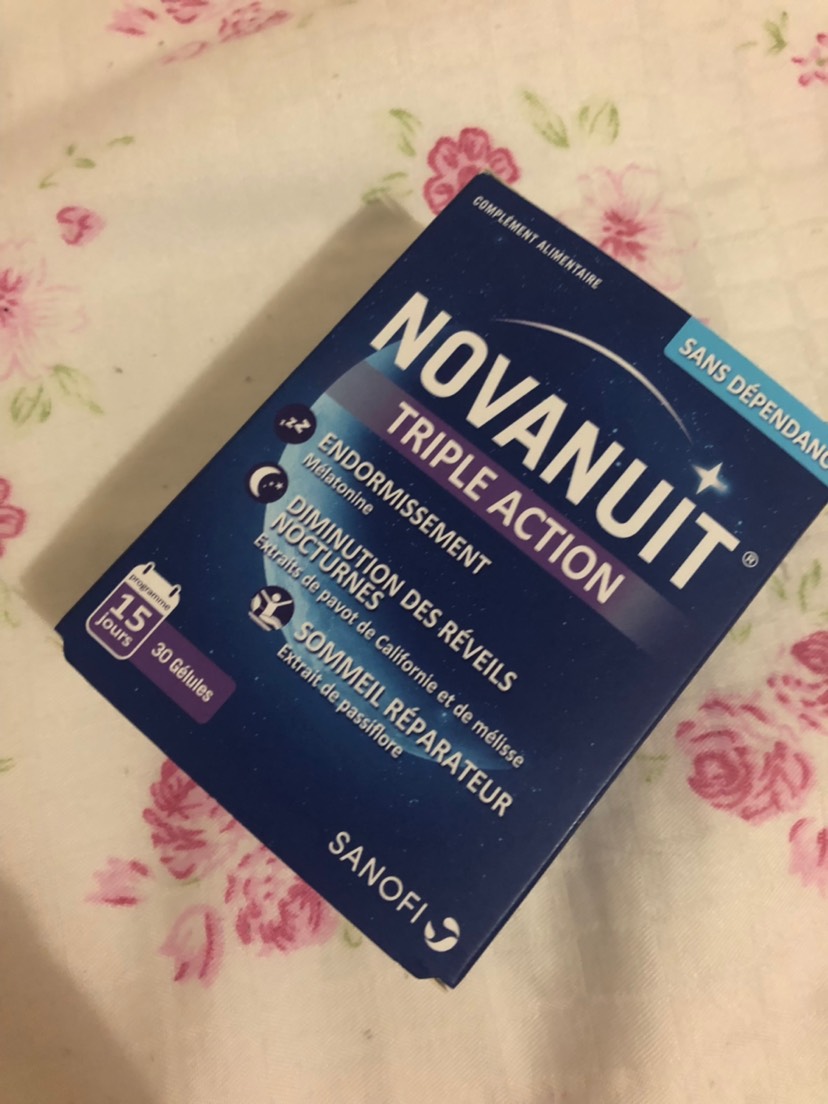 COMPLÉMENT ALIMENTAIRE
SANS DÉPENDANC
NOVANUIT®
TRIPLE ACTION
zzZ
ENDORMISSEMENT
Mélatonine
DIMINUTION DES RÉVEILS
NOCTURNES
Extraits de pavot de Californie et de mélisse
SOMMEIL RÉPARATEUR
Extrait de passiflore
programme
15
jours
30 Gélules
SANOFI